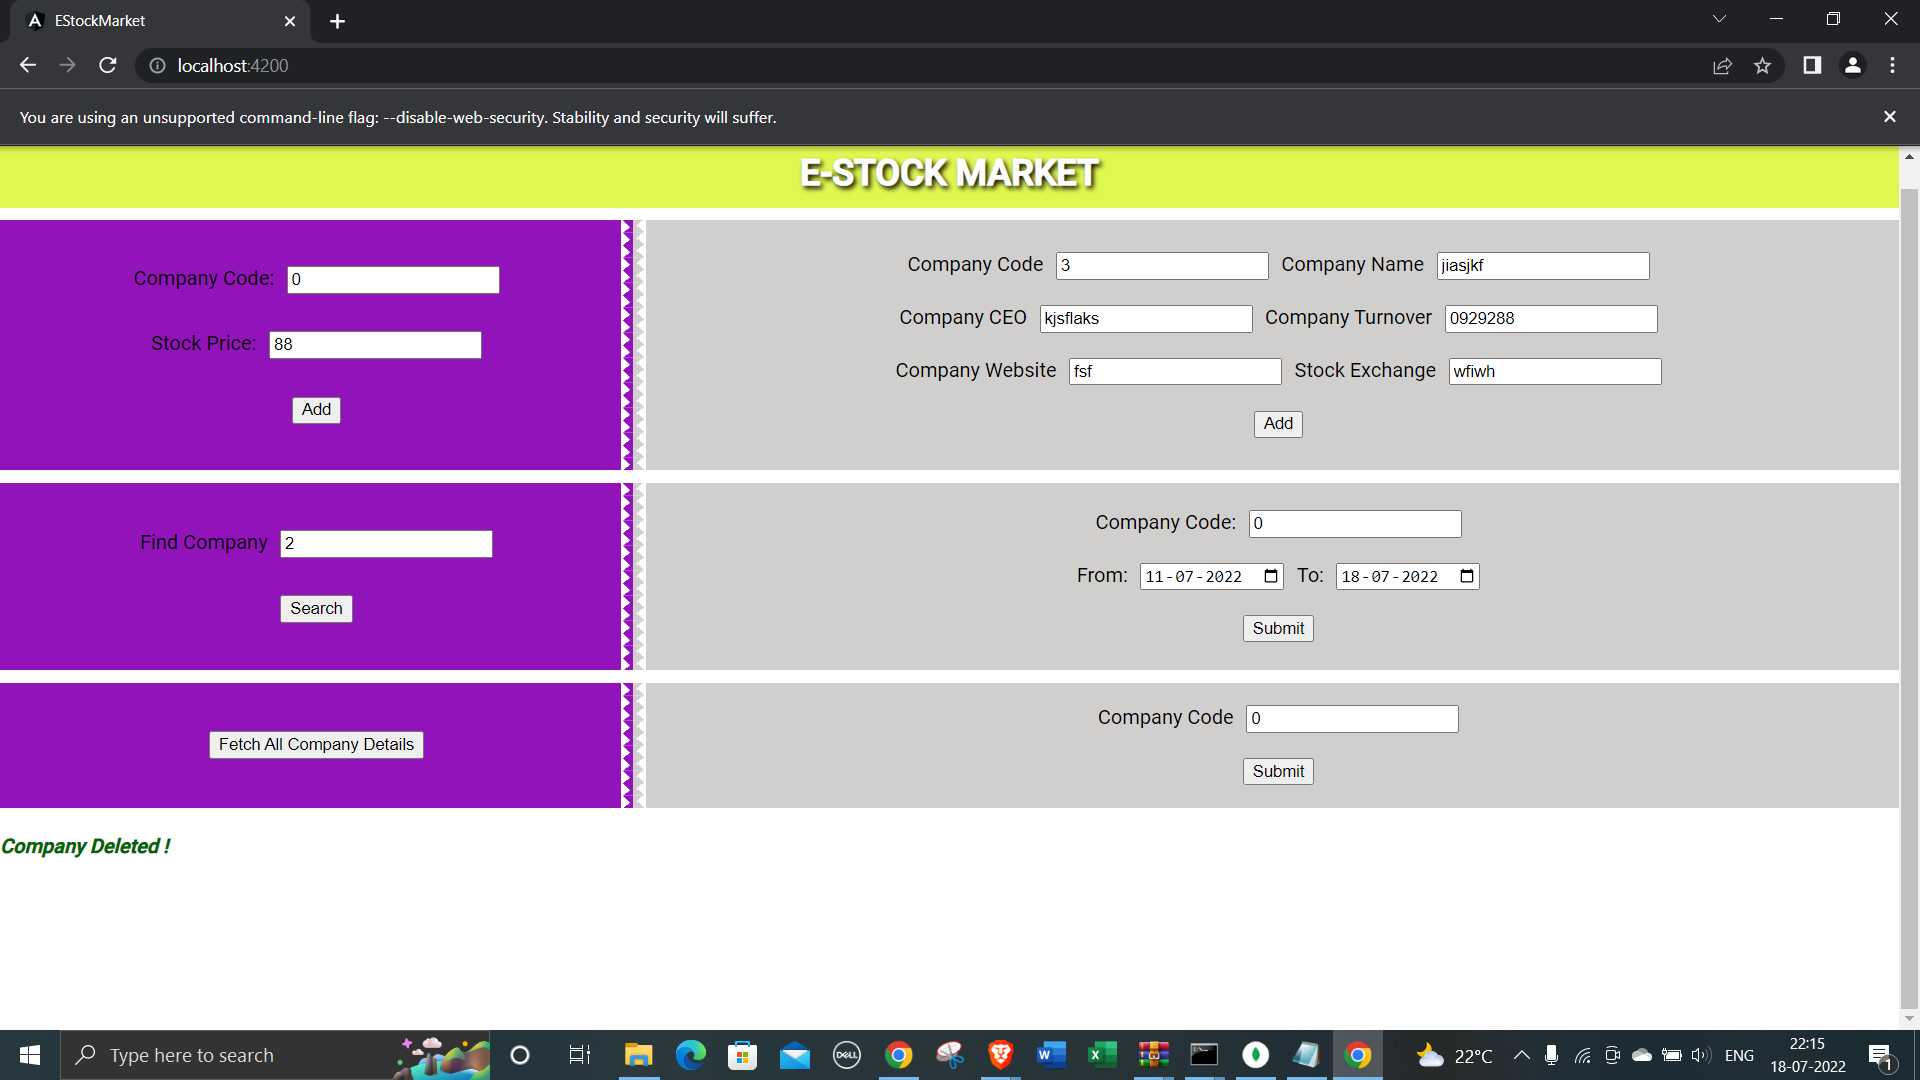 EStockMarket
localhost:4200
You are using an unsupported command-line flag: --disable-web-security. Stability and security will suffer.
E-STOCK MARKET
Company Code: 0
Stock Price: 88
Add
Company Code 3 Company Name jiasjkf
Company CEO kjsflaks Company Turnover 0929288
Company Website fsf Stock Exchange wfiwh
Add
Find Company 2
Search
Company Code: 0
From: 11-07-2022 To: 18-07-2022
Submit
Fetch All Company Details
Company Code 0
Submit
Company Deleted !
Type here to search
DELL
22°C
ENG
22:15
18-07-2022
1